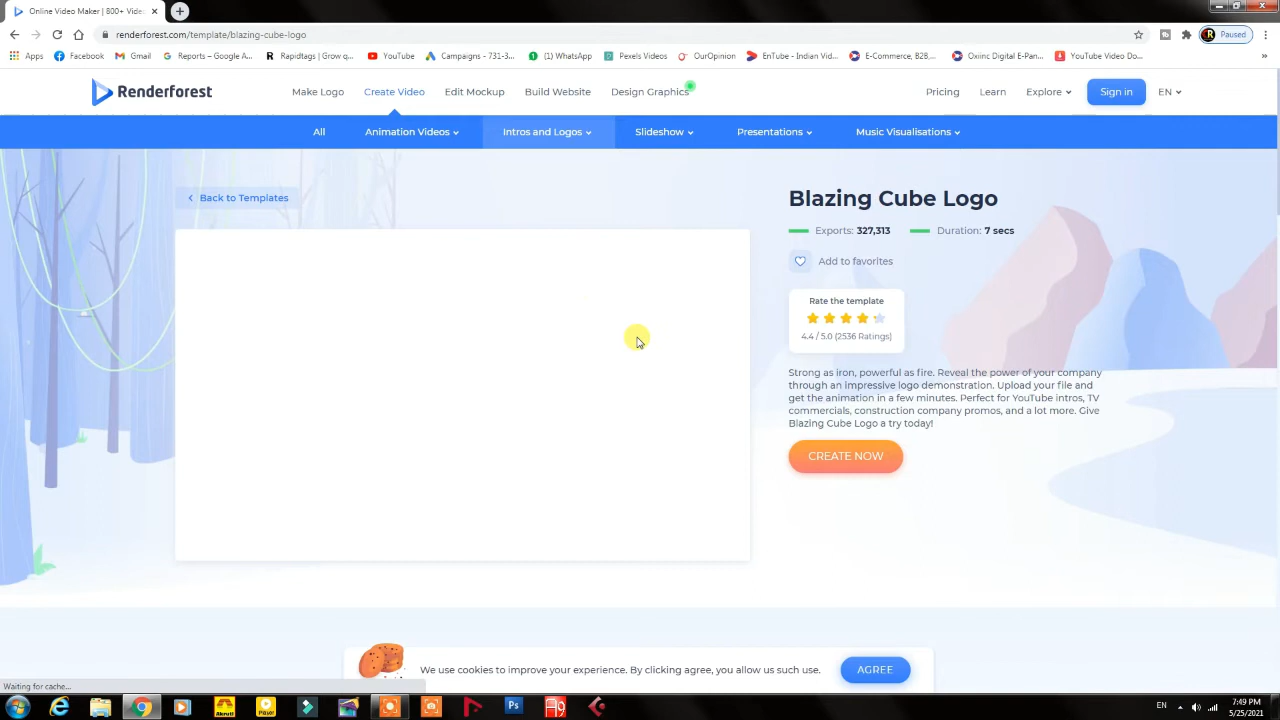 Online Video Maker | 800+ Vide
renderforest.com/template/blazing-cube-logo
Paused
Apps
Facebook
Gmail
Reports – Google A...
Rapidtags | Grow q...
YouTube
Campaigns - 731-3...
(1) WhatsApp
Pexels Videos
OurOpinion
EnTube - Indian Vid...
E-Commerce, B2B,...
Oxinc Digital E-Pan...
YouTube Video Do...
Renderforest
Make Logo
Create Video
Edit Mockup
Build Website
Design Graphics
Pricing
Learn
Explore
Sign in
EN
All
Animation Videos
Intros and Logos
Slideshow
Presentations
Music Visualisations
Back to Templates
Blazing Cube Logo
Exports: 327,313
Duration: 7 secs
Add to favorites
Rate the template
4.4 / 5.0 (2536 Ratings)
Strong as iron, powerful as fire. Reveal the power of your company
through an impressive logo demonstration. Upload your file and
get the animation in a few minutes. Perfect for YouTube intros, TV
commercials, construction company promos, and a lot more. Give
Blazing Cube Logo a try today!
CREATE NOW
We use cookies to improve your experience. By clicking agree, you allow us such use.
AGREE
Waiting for cache...
EN
7:49 PM
5/25/2021